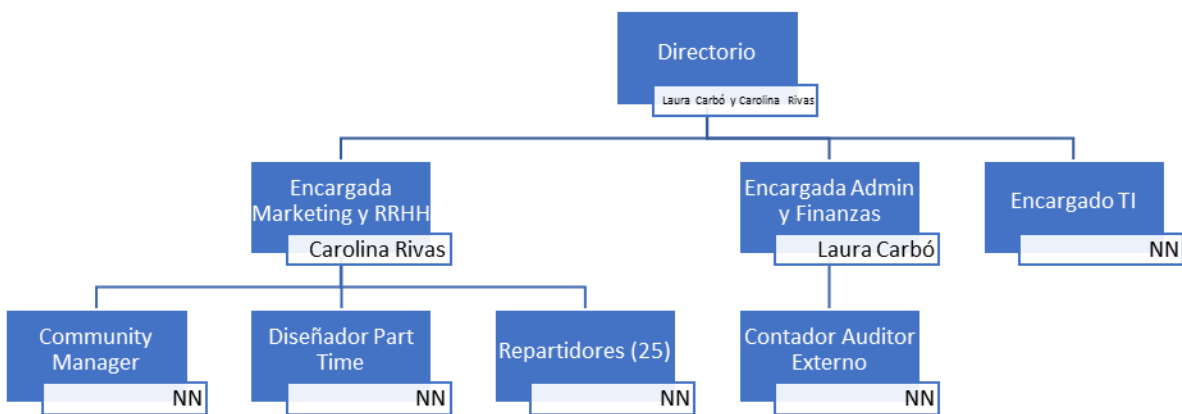 Directorio
Laura Carbó y Carolina Rivas
Encargada
Marketing y RRHH
Carolina Rivas
Encargada Admin
y Finanzas
Laura Carbó
Encargado TI
NN
Community
Manager
NN
Diseñador Part
Time
NN
Repartidores (25)
NN
Contador Auditor
Externo
NN